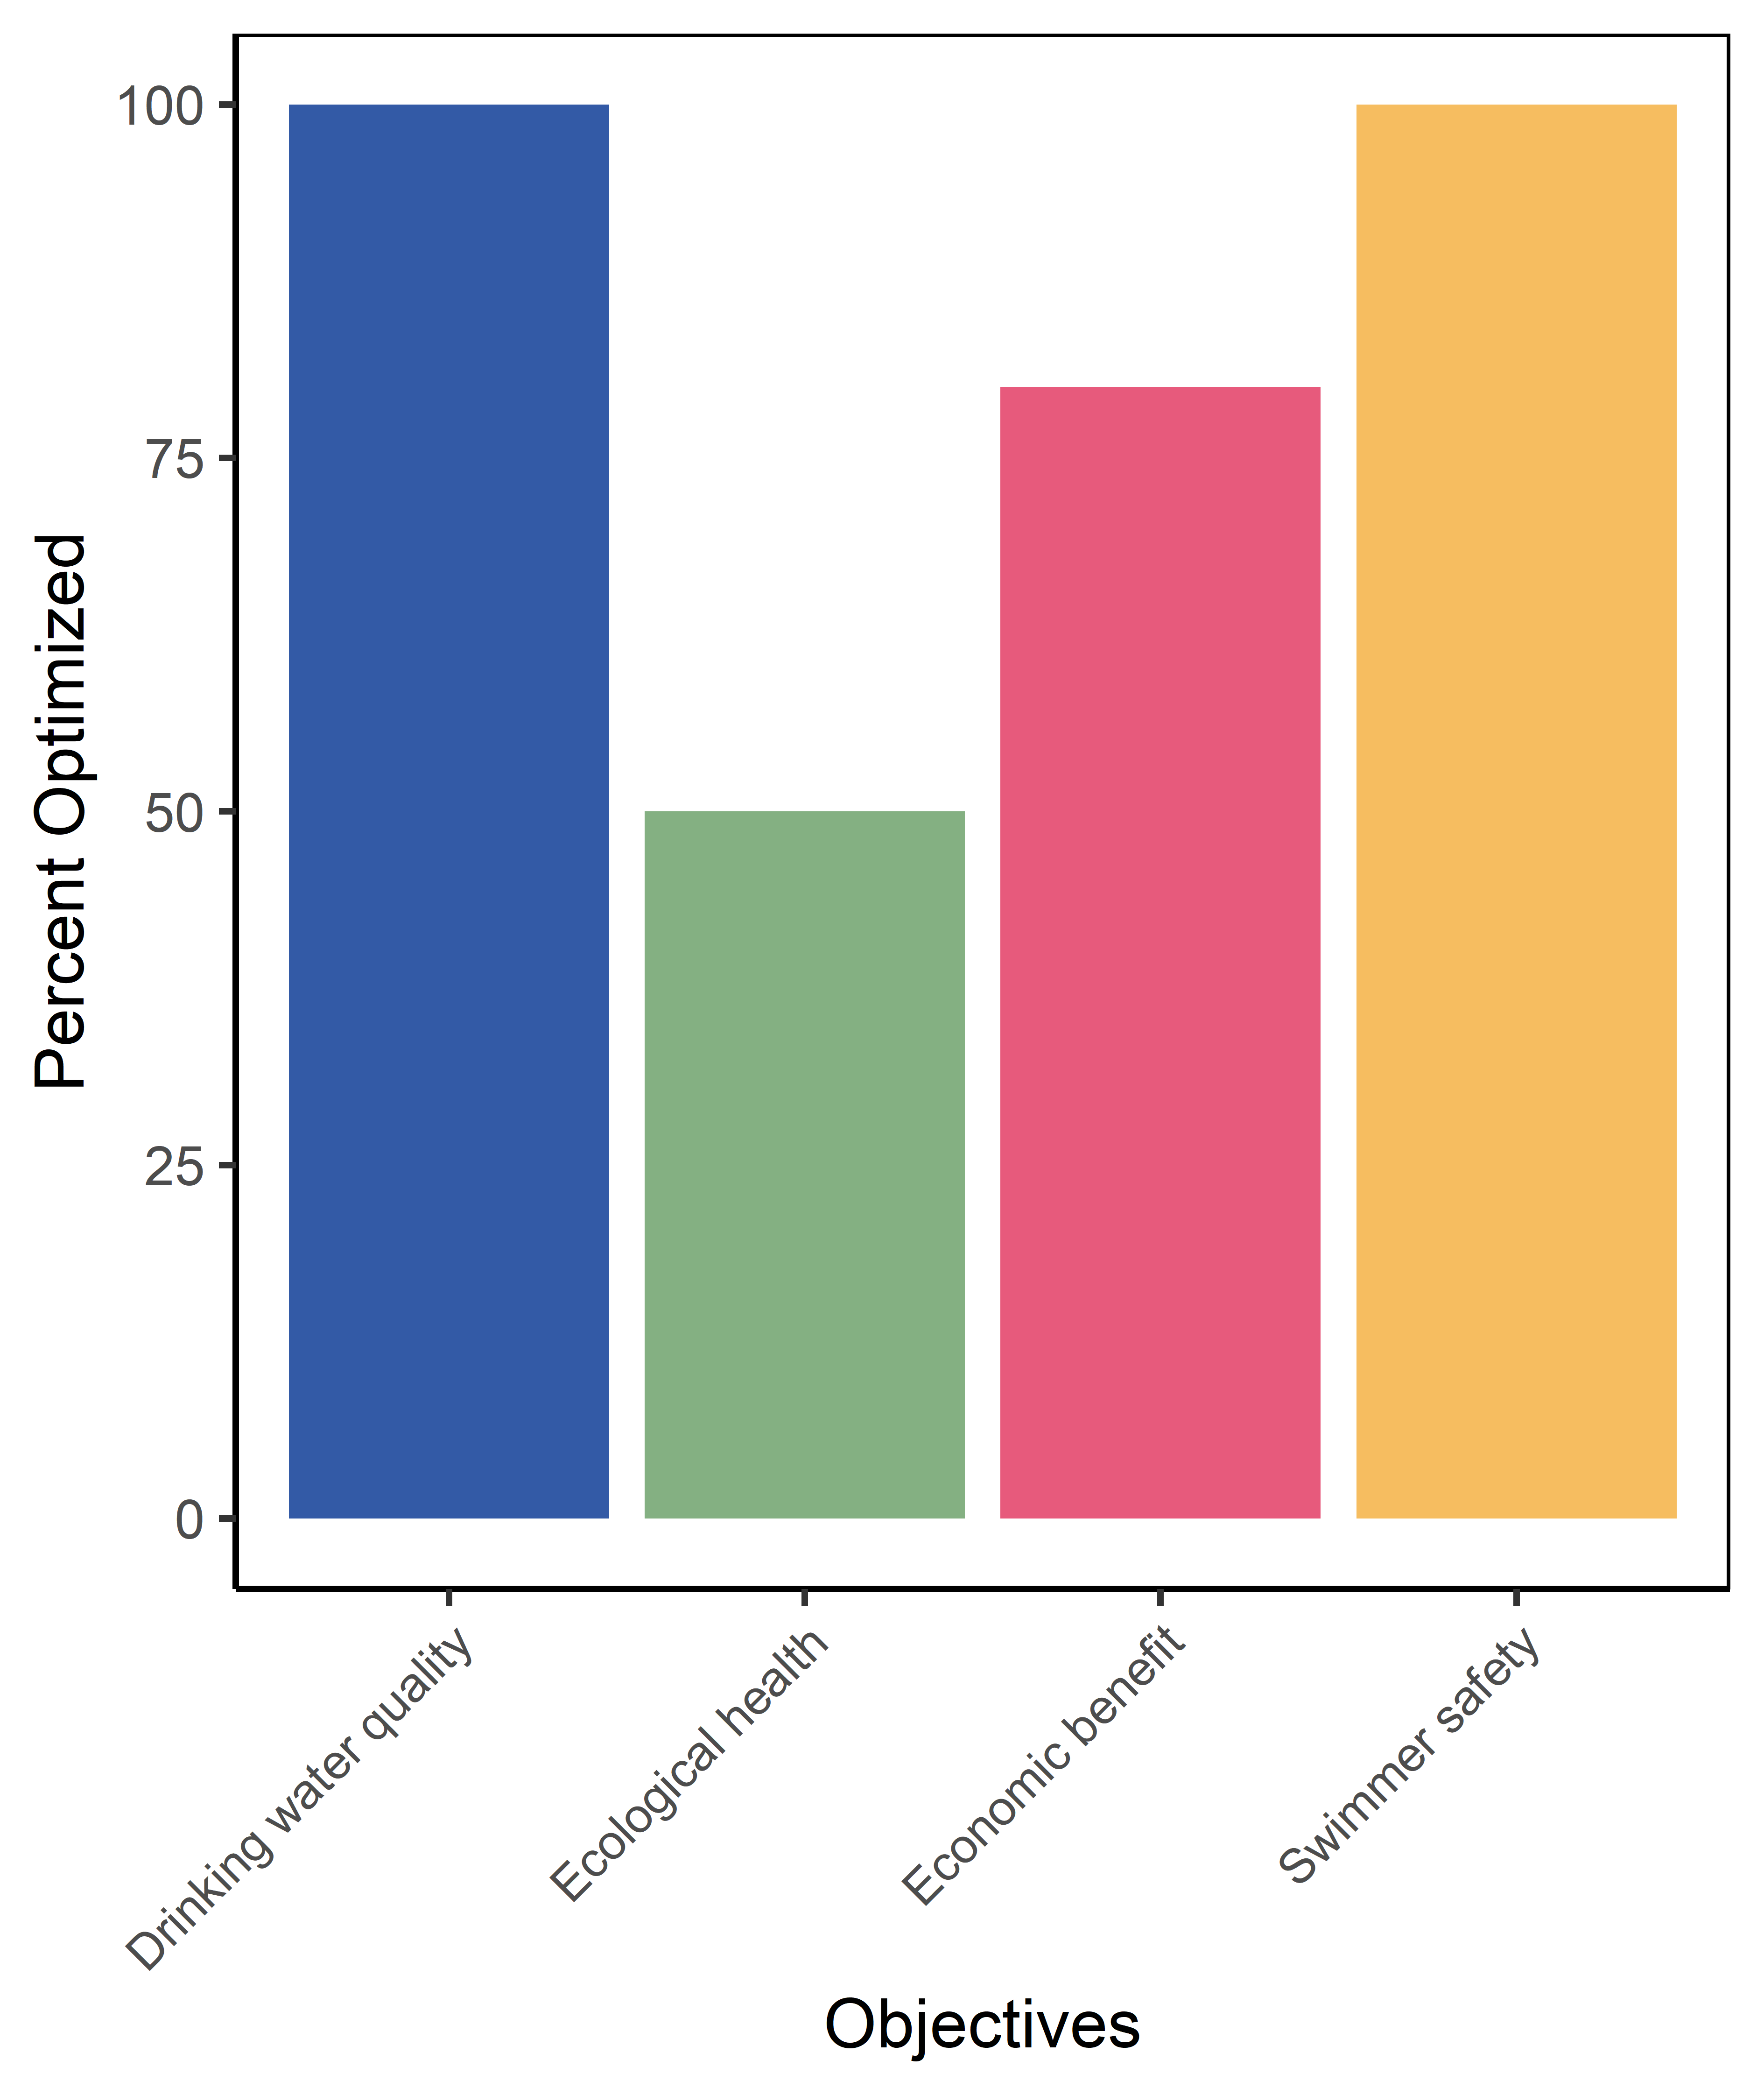 Percent Optimized
100
75
50
25
0
Drinking water quality
Ecological health
Economic benefit
Swimmer safety
Objectives